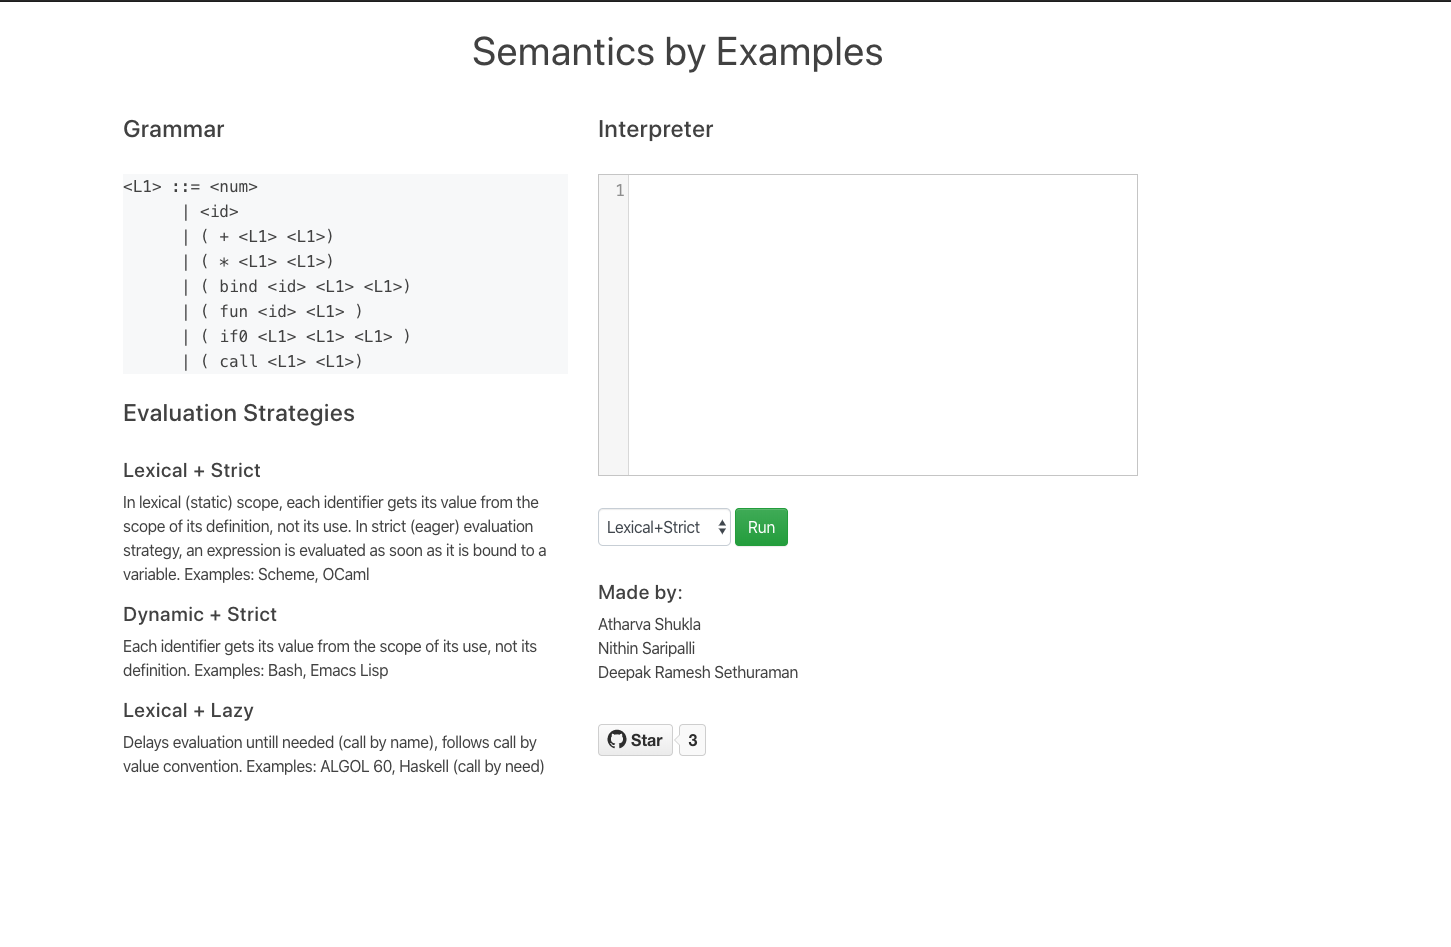 Semantics by Examples
Grammar
<L1> ::= <num>
| <id>
| ( + <L1> <L1>)
| ( * <L1> <L1>)
| ( bind <id> <L1> <L1>)
| ( fun <id> <L1> )
| ( if0 <L1> <L1> <L1> )
| ( call <L1> <L1>)
Evaluation Strategies
Lexical + Strict
In lexical (static) scope, each identifier gets its value from the
scope of its definition, not its use. In strict (eager) evaluation
strategy, an expression is evaluated as soon as it is bound to a
variable. Examples: Scheme, OCaml
Dynamic + Strict
Each identifier gets its value from the scope of its use, not its
definition. Examples: Bash, Emacs Lisp
Lexical + Lazy
Delays evaluation untill needed (call by name), follows call by
value convention. Examples: ALGOL 60, Haskell (call by need)
Interpreter
1
Lexical+Strict Run
Made by:
Atharva Shukla
Nithin Saripalli
Deepak Ramesh Sethuraman
Star 3